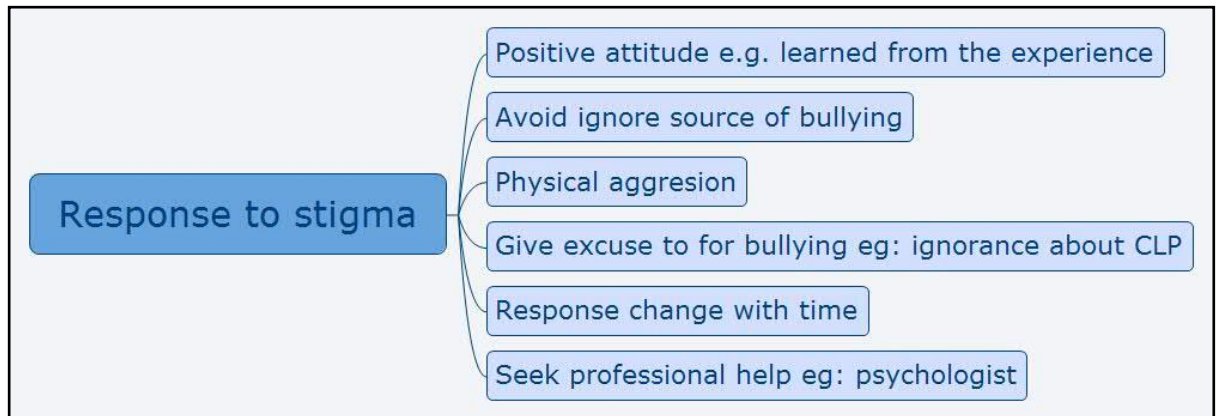 Positive attitude e.g. learned from the experience
Avoid ignore source of bullying
Physical aggresion
Response to stigma
Give excuse to for bullying eg: ignorance about CLP
Response change with time
Seek professional help eg: psychologist